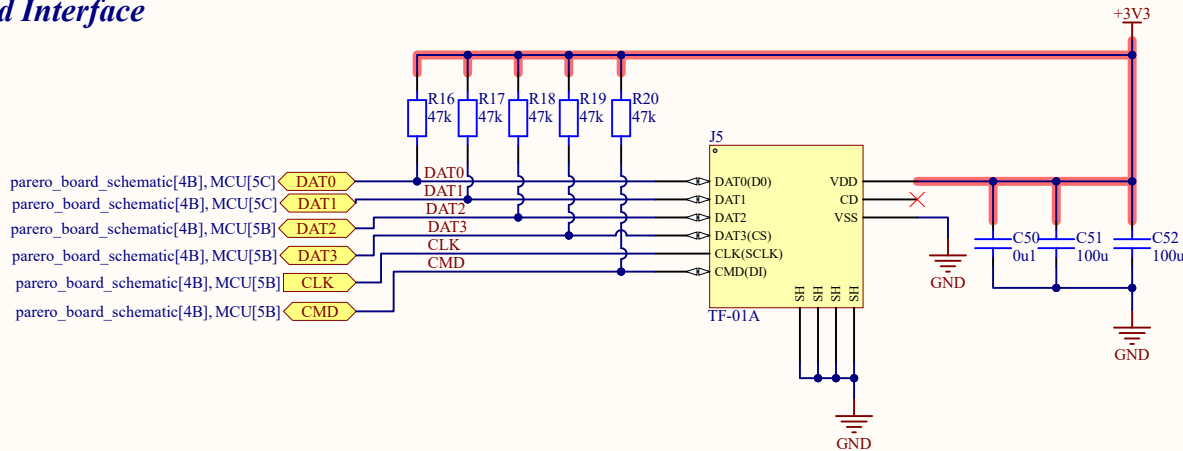 d Interface
+3V3
R16 R17 R18 R19 R20
47k 47k 47k 47k 47k
J5
parero_board_schematic[4B], MCU[5C] DAT0 DAT0 DAT0(D0) VDD
parero_board_schematic[4B], MCU[5C] DAT1 DAT1 DAT1 CD
parero_board_schematic[4B], MCU[5B] DAT2 DAT2 DAT2 VSS
parero_board_schematic[4B], MCU[5B] DAT3 DAT3 DAT3(CS)
parero_board_schematic[4B], MCU[5B] CLK CLK CLK(SCLK)
parero_board_schematic[4B], MCU[5B] CMD CMD CMD(DI)
C50 C51 C52
0u1 100u 100u
GND
SH SH SH SH
TF-01A
GND
GND